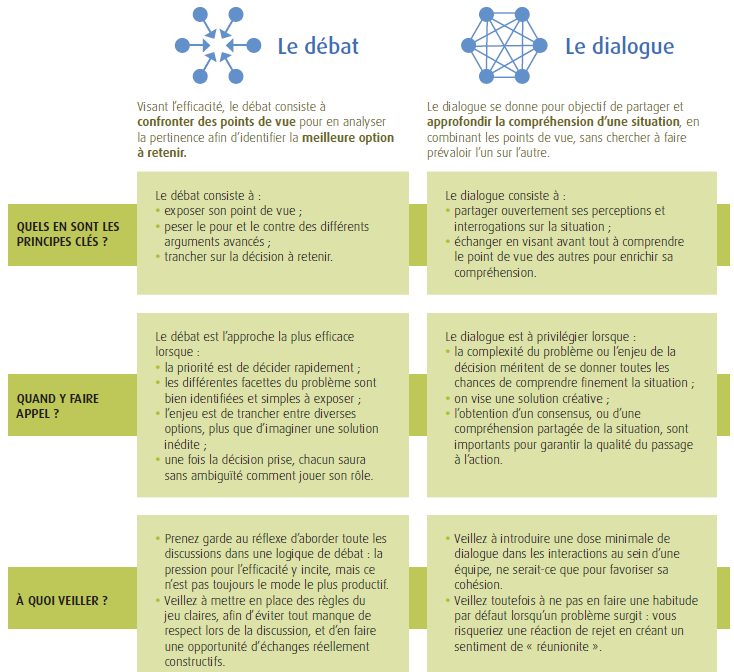 Le débat
Visant l'efficacité, le débat consiste à
confronter des points de vue pour en analyser
la pertinence afin d'identifier la meilleure option
à retenir.
Le dialogue
Le dialogue se donne pour objectif de partager et
approfondir la compréhension d'une situation, en
combinant les points de vue, sans chercher à faire
prévaloir l'un sur l'autre.
QUELS EN SONT LES
PRINCIPES CLÉS ?
Le débat consiste à :
• exposer son point de vue ;
• peser le pour et le contre des différents
arguments avancés ;
• trancher sur la décision à retenir.
Le dialogue consiste à :
• partager ouvertement ses perceptions et
interrogations sur la situation ;
• échanger en visant avant tout à comprendre
le point de vue des autres pour enrichir sa
compréhension.
QUAND Y FAIRE
APPEL ?
Le débat est l'approche la plus efficace
lorsque :
• la priorité est de décider rapidement ;
• les différentes facettes du problème sont
bien identifiées et simples à exposer ;
• l'enjeu est de trancher entre diverses
options, plus que d'imaginer une solution
inédite ;
• une fois la décision prise, chacun saura
sans ambiguïté comment jouer son rôle.
Le dialogue est à privilégier lorsque :
• la complexité du problème ou l'enjeu de la
décision méritent de se donner toutes les
chances de comprendre finement la situation ;
• on vise une solution créative ;
• l'obtention d'un consensus, ou d'une
compréhension partagée de la situation, sont
importants pour garantir la qualité du passage
à l'action.
À QUOI VEILLER ?
• Prenez garde au réflexe d'aborder toute les
discussions dans une logique de débat : la
pression pour l'efficacité y incite, mais ce
n'est pas toujours le mode le plus productif.
• Veillez à mettre en place des règles du
jeu claires, afin d'éviter tout manque de
respect lors de la discussion, et d'en faire
une opportunité d'échanges réellement
constructifs.
• Veillez à introduire une dose minimale de
dialogue dans les interactions au sein d'une
équipe, ne serait-ce que pour favoriser sa
cohésion.
• Veillez toutefois à ne pas en faire une habitude
par défaut lorsqu'un problème surgit : vous
risqueriez une réaction de rejet en créant un
sentiment de « réunionite ».